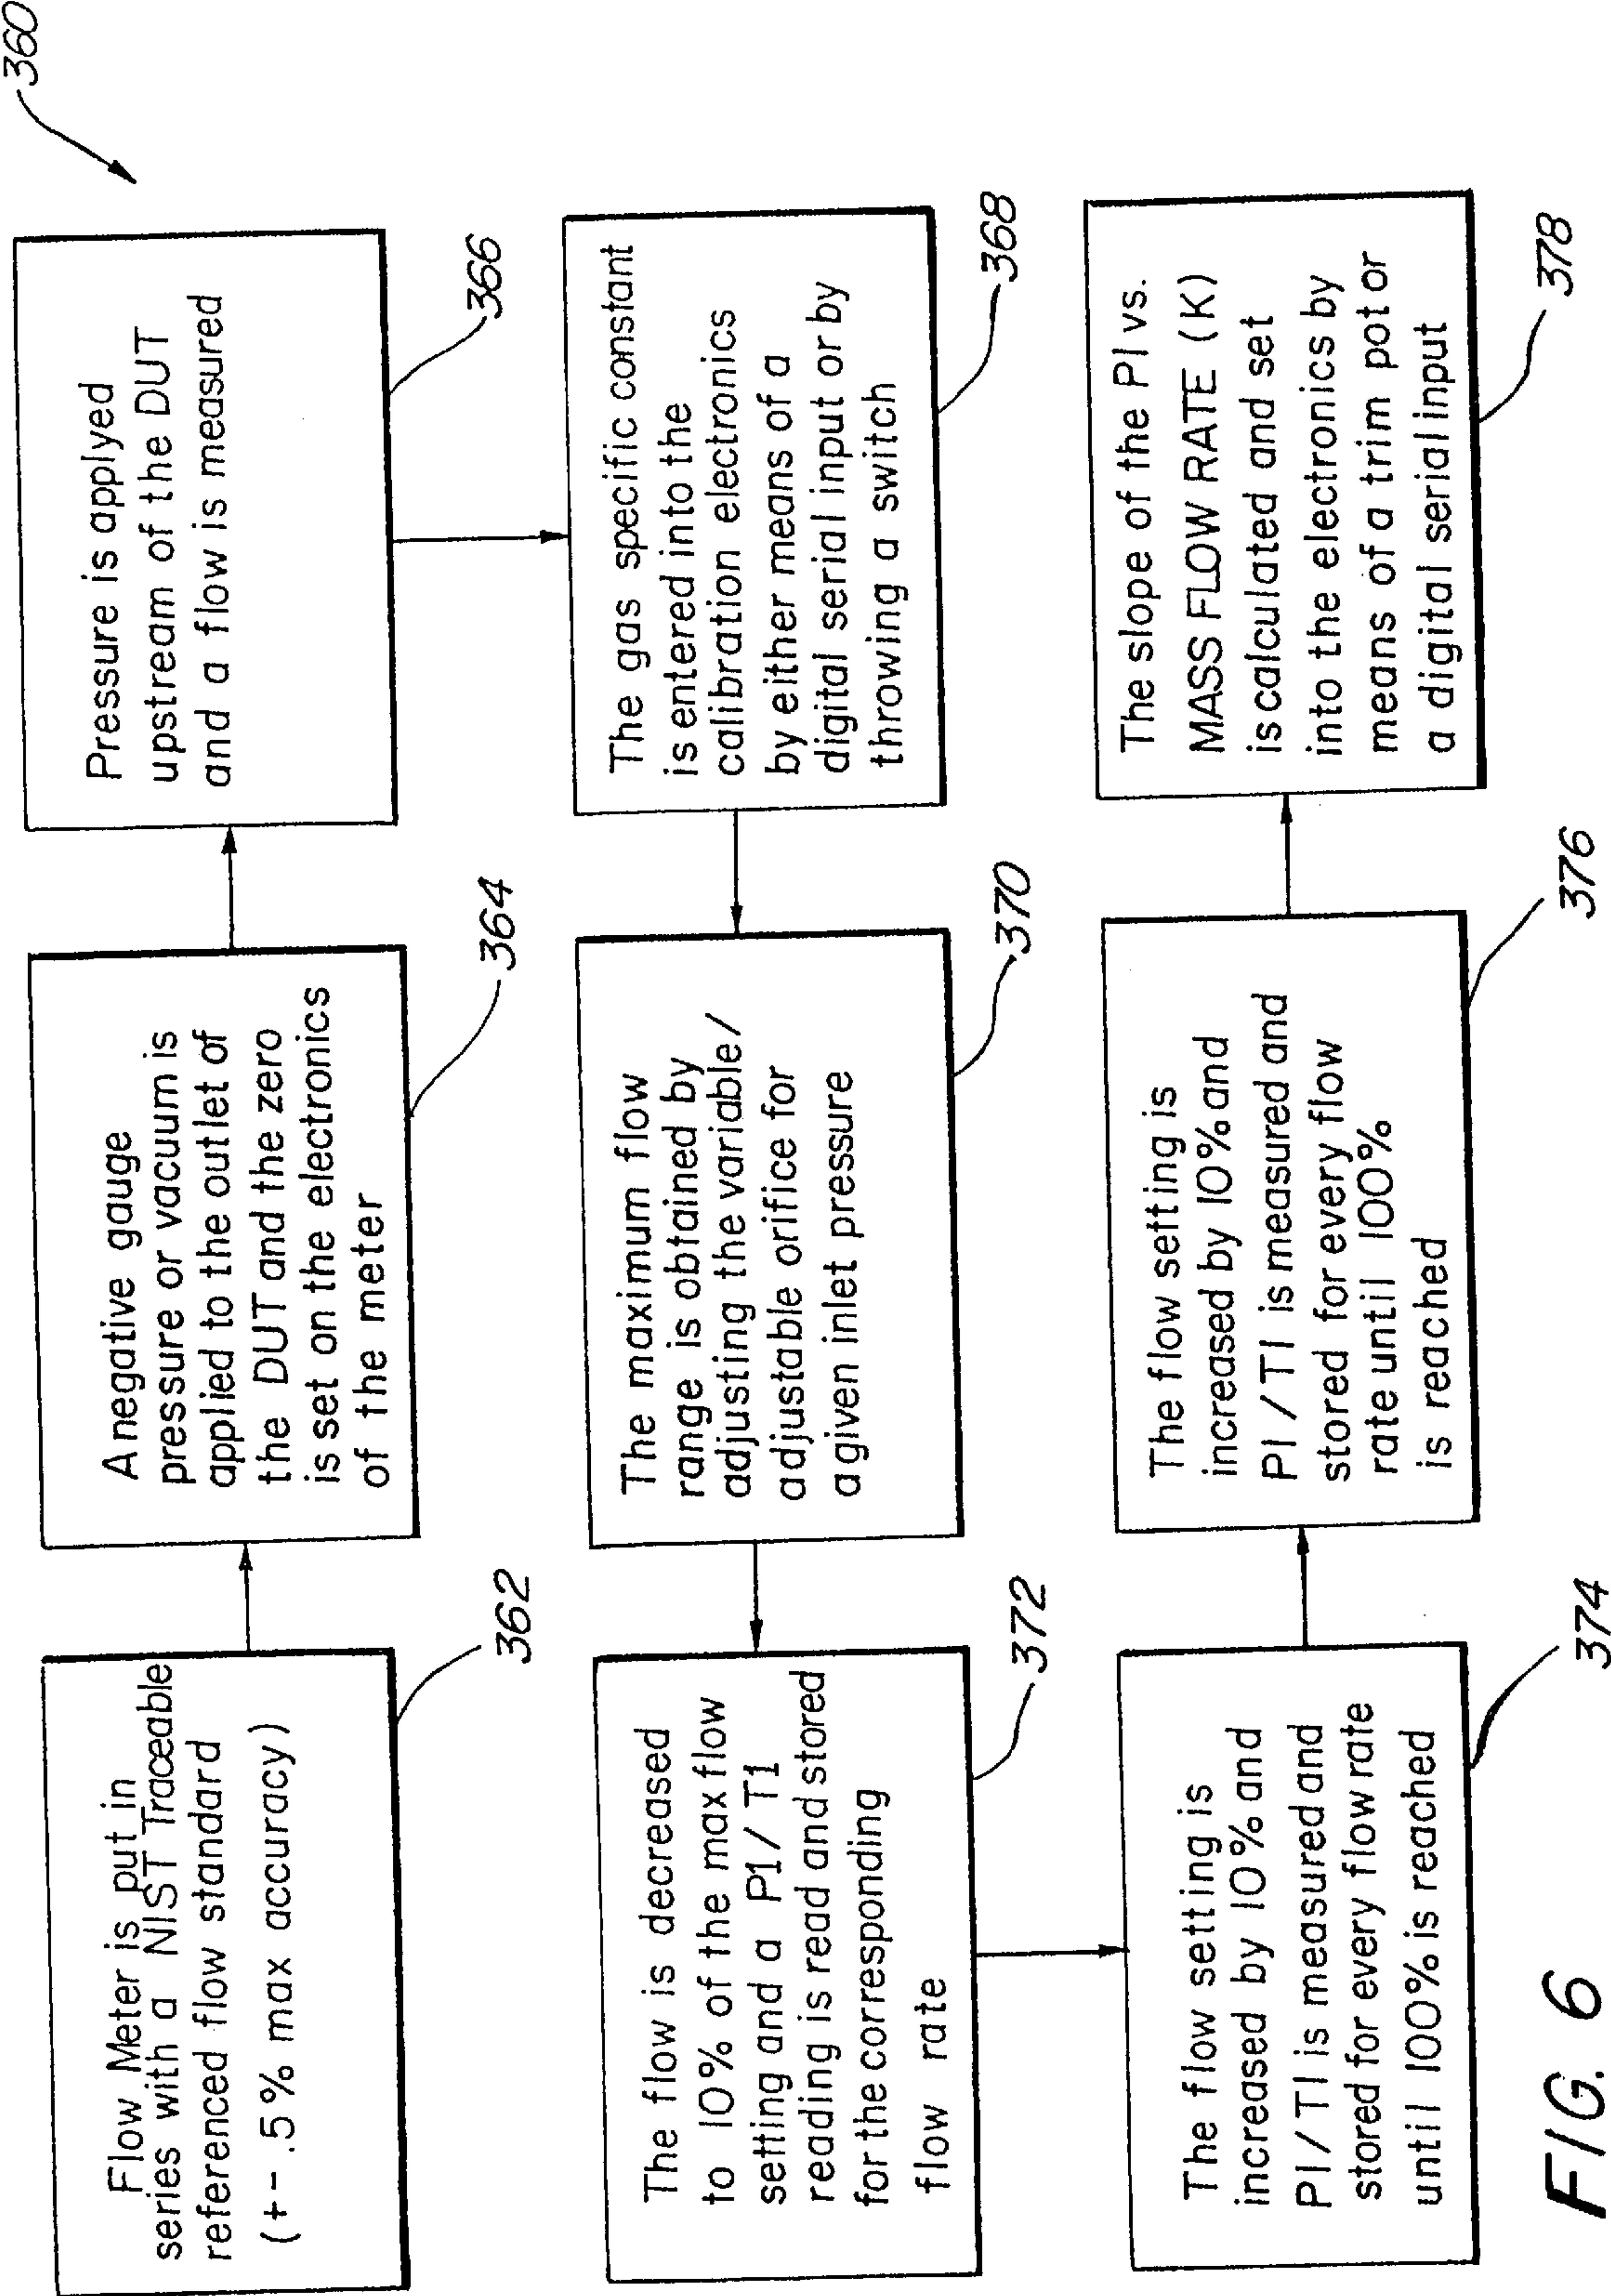 360
Flow Meter is put in
series with a NIST Traceable
referenced flow standard
(+- .5% max accuracy)
362
A negative gauge
pressure or vacuum is
applied to the outlet of
the DUT and the zero
is set on the electronics
of the meter
364
Pressure is applyed
upstream of the DUT
and a flow is measured
366
The gas specific constant
is entered into the
calibration electronics
by either means of a
digital serial input or by
throwing a switch
368
The maximum flow
range is obtained by
adjusting the variable/
adjustable orifice for
a given inlet pressure
370
The flow is decreased
to 10% of the max flow
setting and a P1/T1
reading is read and stored
for the corresponding
flow rate
372
The flow setting is
increased by 10% and
P1/T1 is measured and
stored for every flow rate
until 100% is reached
374
The flow setting is
increased by 10% and
P1/T1 is measured and
stored for every flow
rate until 100%
is reached
376
The slope of the P1 vs.
MASS FLOW RATE (K)
is calculated and set
into the electronics by
means of a trim pot or
a digital serial input
378
FIG. 6